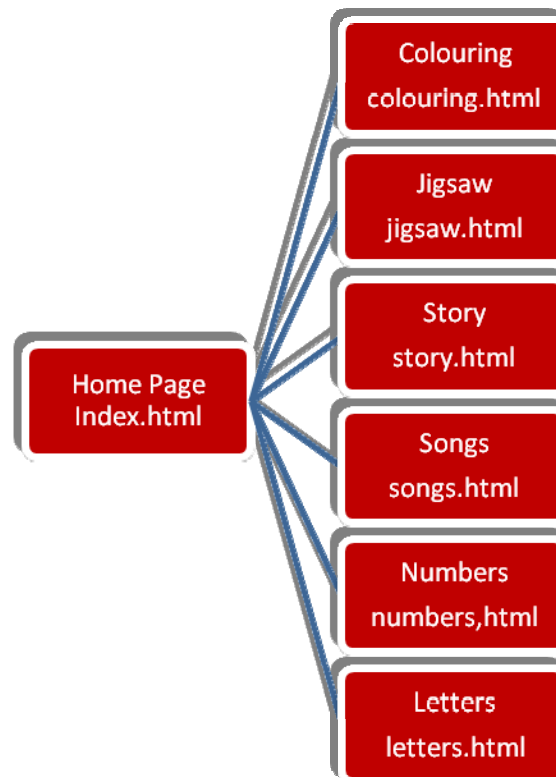 Colouring
colouring.html
Jigsaw
jigsaw.html
Story
story.html
Home Page
Index.html
Songs
songs.html
Numbers
numbers,html
Letters
letters.html